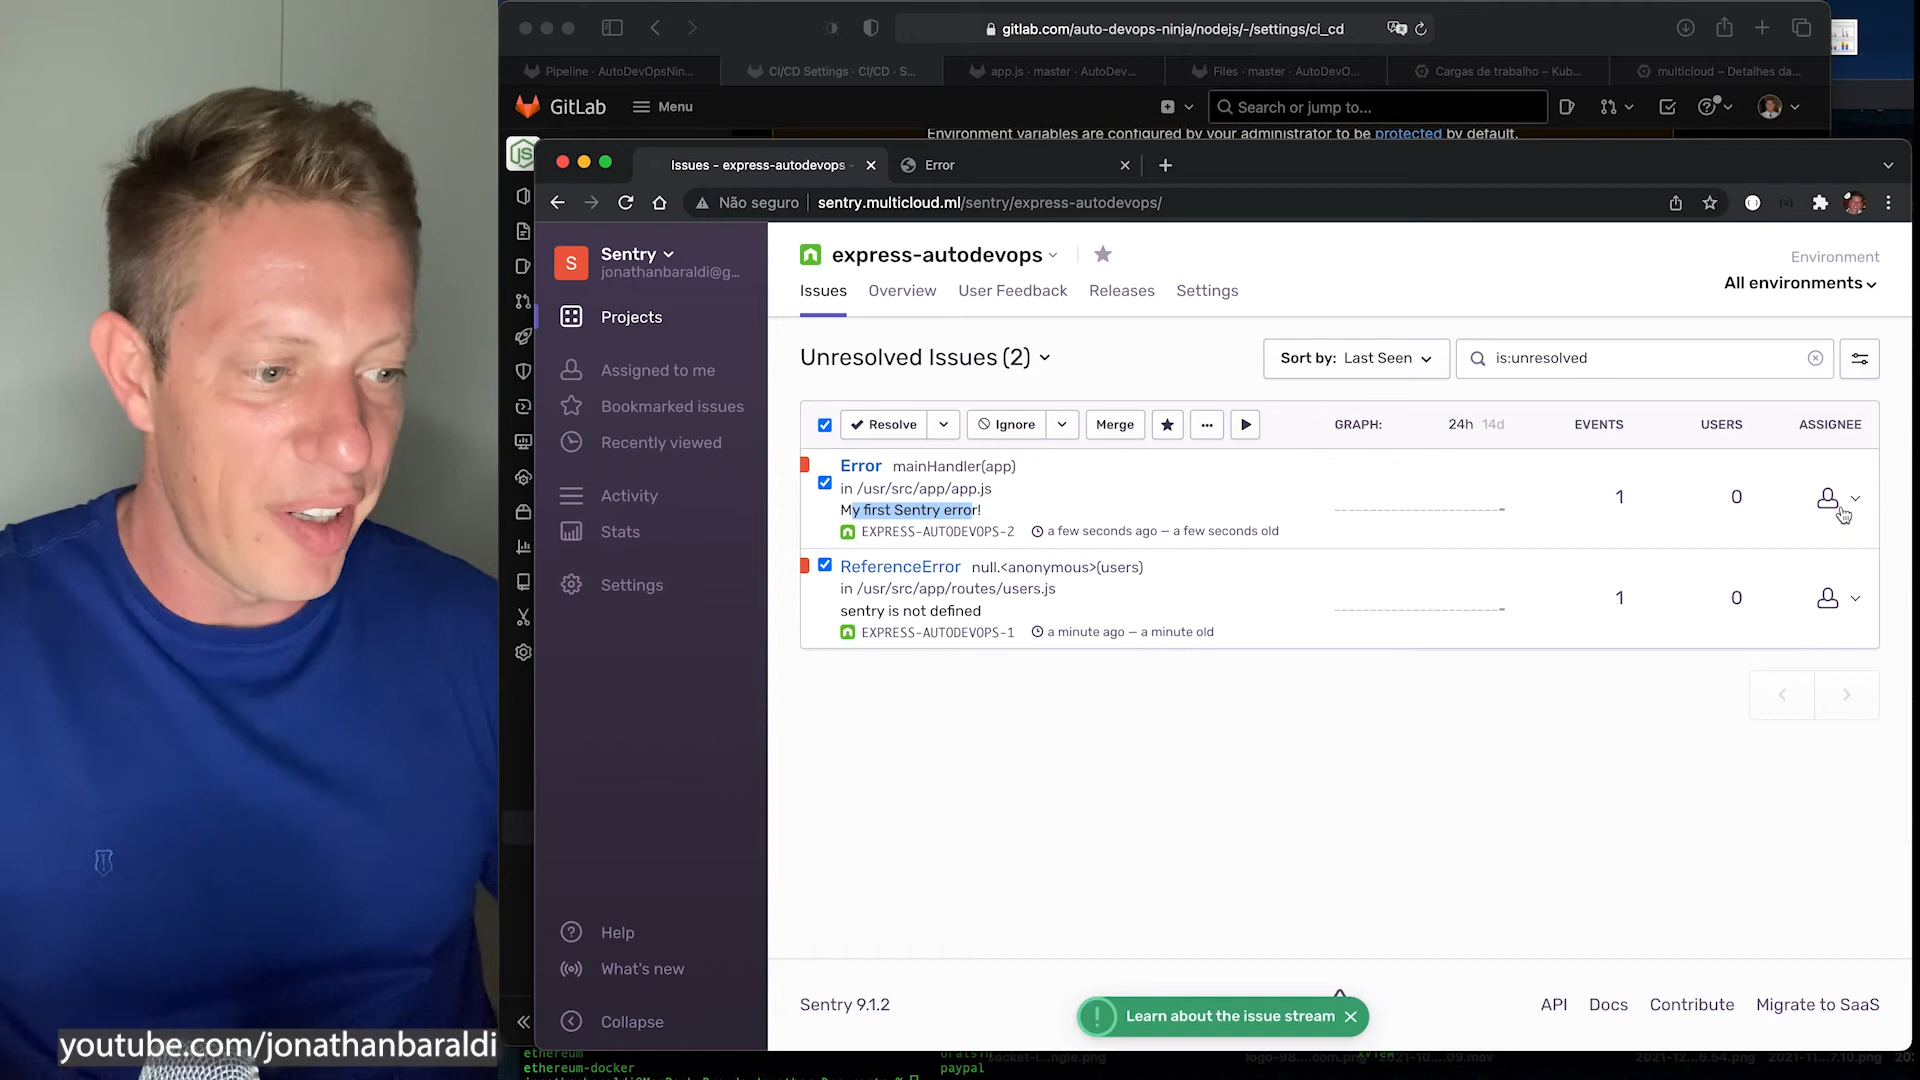 gitlab.com/auto-devops-ninja/nodejs/-/settings/ci_cd
Pipeline · AutoDevOpsNin...
CI/CD Settings · CI/CD · S...
app.js · master · AutoDev...
Files · master · AutoDevO...
Cargas de trabalho – Kub...
multicloud – Detalhes da...
GitLab
Menu
Search or jump to...
Environment variables are configured by your administrator to be protected by default.
JS
Issues - express-autodevops -
Error
Não seguro
sentry.multicloud.ml/sentry/express-autodevops/
S
Sentry
jonathanbaraldi@g...
Projects
Assigned to me
Bookmarked issues
Recently viewed
Activity
Stats
Settings
Help
What's new
Collapse
express-autodevops
Environment
All environments
Issues
Overview
User Feedback
Releases
Settings
Unresolved Issues (2)
Sort by: Last Seen
is:unresolved
Resolve
Ignore
Merge
GRAPH:
24h 14d
EVENTS
USERS
ASSIGNEE
Error mainHandler(app)
in /usr/src/app/app.js
My first Sentry error!
EXPRESS-AUTODEVOPS-2
a few seconds ago — a few seconds old
1
0
ReferenceError null.<anonymous>(users)
in /usr/src/app/routes/users.js
sentry is not defined
EXPRESS-AUTODEVOPS-1
a minute ago — a minute old
1
0
Sentry 9.1.2
Learn about the issue stream
API
Docs
Contribute
Migrate to SaaS
youtube.com/jonathanbaraldi
ethereum
ethereum-docker
paypal